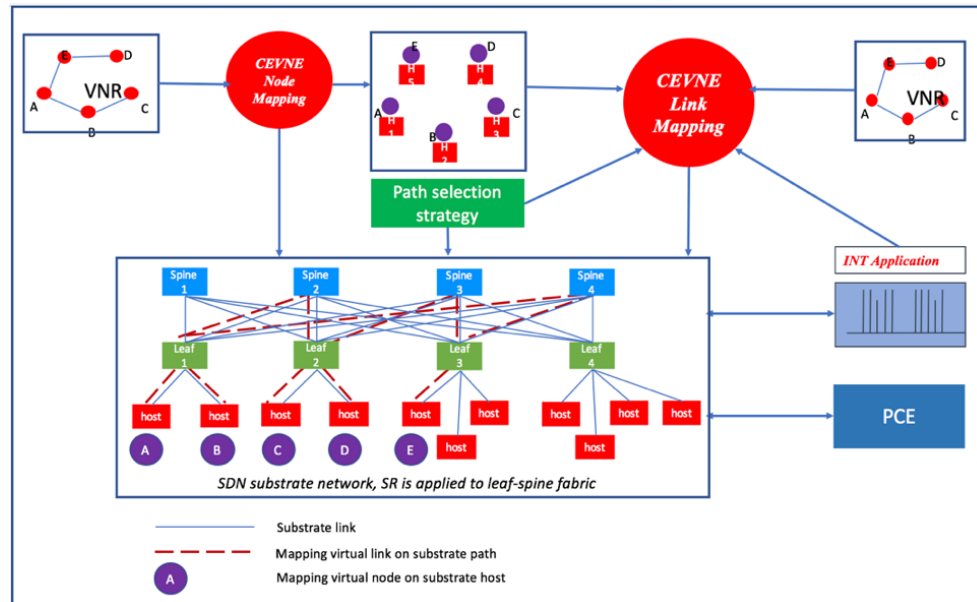 E
D
VNR
A
C
B
CEVNE
Node
Mapping
E
H
5
D
H
4
A
H
1
B
H
2
C
H
3
CEVNE
Link
Mapping
E
D
VNR
A
C
B
Path selection
strategy
INT Application
Spine
1
Spine
2
Spine
3
Spine
4
Leaf
1
Leaf
2
Leaf
3
Leaf
4
host
host
host
host
host
host
host
host
host
host
host
A
B
C
D
E
PCE
SDN substrate network, SR is applied to leaf-spine fabric
Substrate link
Mapping virtual link on substrate path
A
Mapping virtual node on substrate host